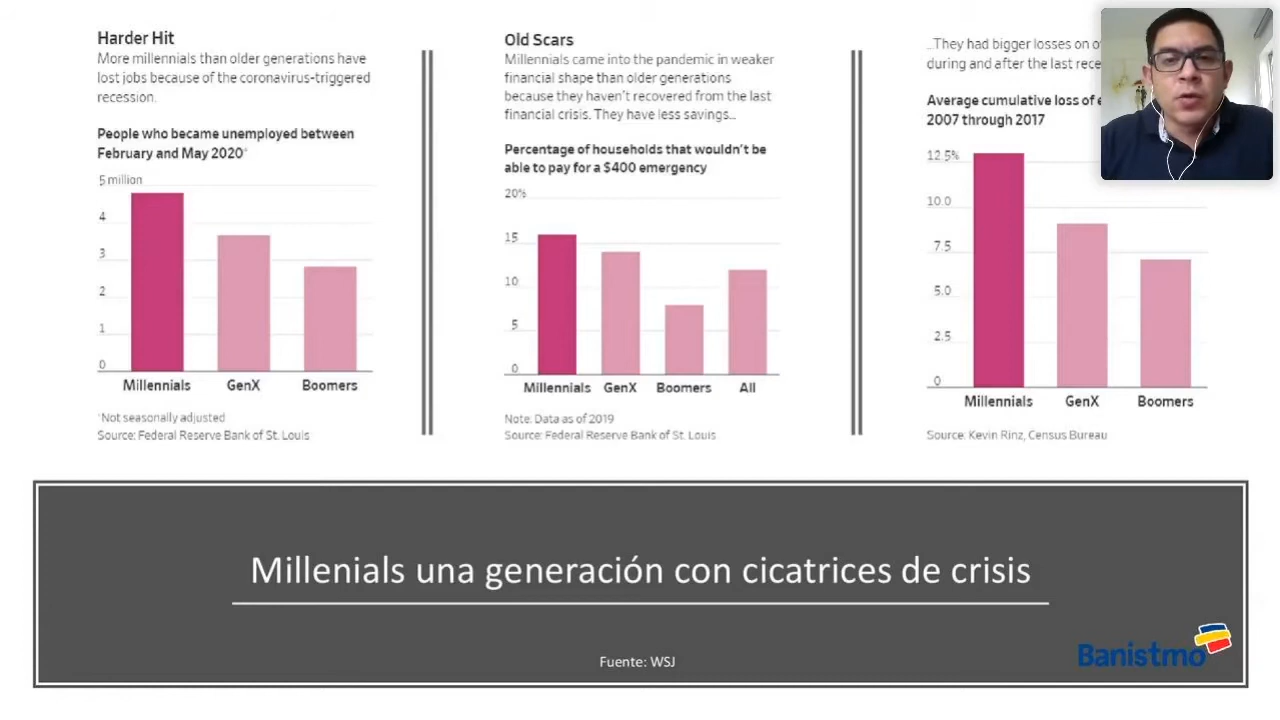 Harder Hit
More millennials than older generations have
lost jobs because of the coronavirus-triggered
recession.
People who became unemployed between
February and May 2020*
5 million
4
3
2
1
0
Millennials GenX Boomers
*Not seasonally adjusted
Source: Federal Reserve Bank of St. Louis
Old Scars
Millennials came into the pandemic in weaker
financial shape than older generations
because they haven't recovered from the last
financial crisis. They have less savings...
Percentage of households that wouldn't be
able to pay for a $400 emergency
20%
15
10
5
0
Millennials GenX Boomers All
Note: Data as of 2019
Source: Federal Reserve Bank of St. Louis
...They had bigger losses on
during and after the last
Average cumulative loss of
2007 through 2017
12.5%
10.0
7.5
5.0
2.5
0
Millennials GenX Boomers
Source: Kevin Rinz, Census Bureau
Millenials una generación con cicatrices de crisis
Fuente: WSJ
Banistmo